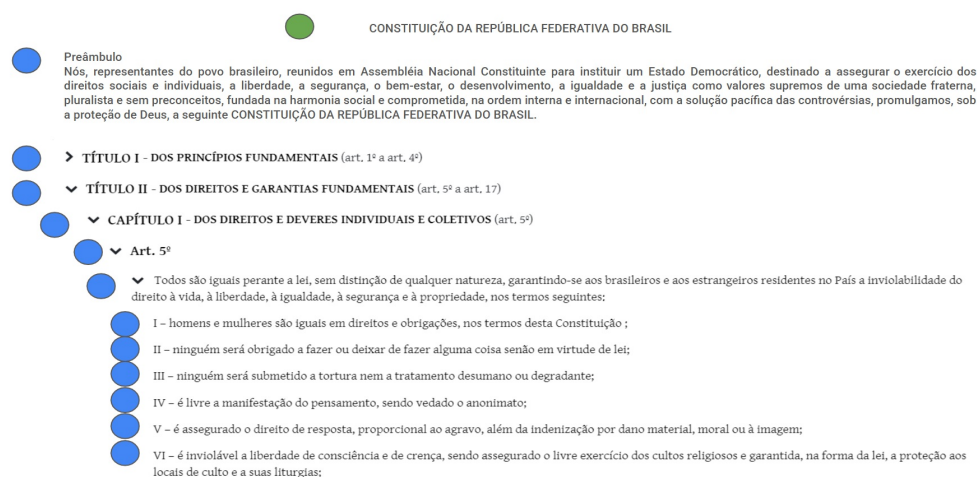 CONSTITUIÇÃO DA REPÚBLICA FEDERATIVA DO BRASIL
Preâmbulo
Nós, representantes do povo brasileiro, reunidos em Assembléia Nacional Constituinte para instituir um Estado Democrático, destinado a assegurar o exercício dos
direitos sociais e individuais, a liberdade, a segurança, o bem-estar, o desenvolvimento, a igualdade e a justiça como valores supremos de uma sociedade fraterna,
pluralista e sem preconceitos, fundada na harmonia social e comprometida, na ordem interna e internacional, com a solução pacífica das controvérsias, promulgamos, sob
a proteção de Deus, a seguinte CONSTITUIÇÃO DA REPÚBLICA FEDERATIVA DO BRASIL.
TÍTULO I - DOS PRINCÍPIOS FUNDAMENTAIS (art. 1º a art. 4º)
TÍTULO II - DOS DIREITOS E GARANTIAS FUNDAMENTAIS (art. 5º a art. 17)
CAPÍTULO I - DOS DIREITOS E DEVERES INDIVIDUAIS E COLETIVOS (art. 5º)
Art. 5º
Todos são iguais perante a lei, sem distinção de qualquer natureza, garantindo-se aos brasileiros e aos estrangeiros residentes no País a inviolabilidade do
direito à vida, à liberdade, à igualdade, à segurança e à propriedade, nos termos seguintes:
I – homens e mulheres são iguais em direitos e obrigações, nos termos desta Constituição ;
II – ninguém será obrigado a fazer ou deixar de fazer alguma coisa senão em virtude de lei;
III – ninguém será submetido a tortura nem a tratamento desumano ou degradante;
IV – é livre a manifestação do pensamento, sendo vedado o anonimato;
V – é assegurado o direito de resposta, proporcional ao agravo, além da indenização por dano material, moral ou à imagem;
VI – é inviolável a liberdade de consciência e de crença, sendo assegurado o livre exercício dos cultos religiosos e garantida, na forma da lei, a proteção aos
locais de culto e a suas liturgias;